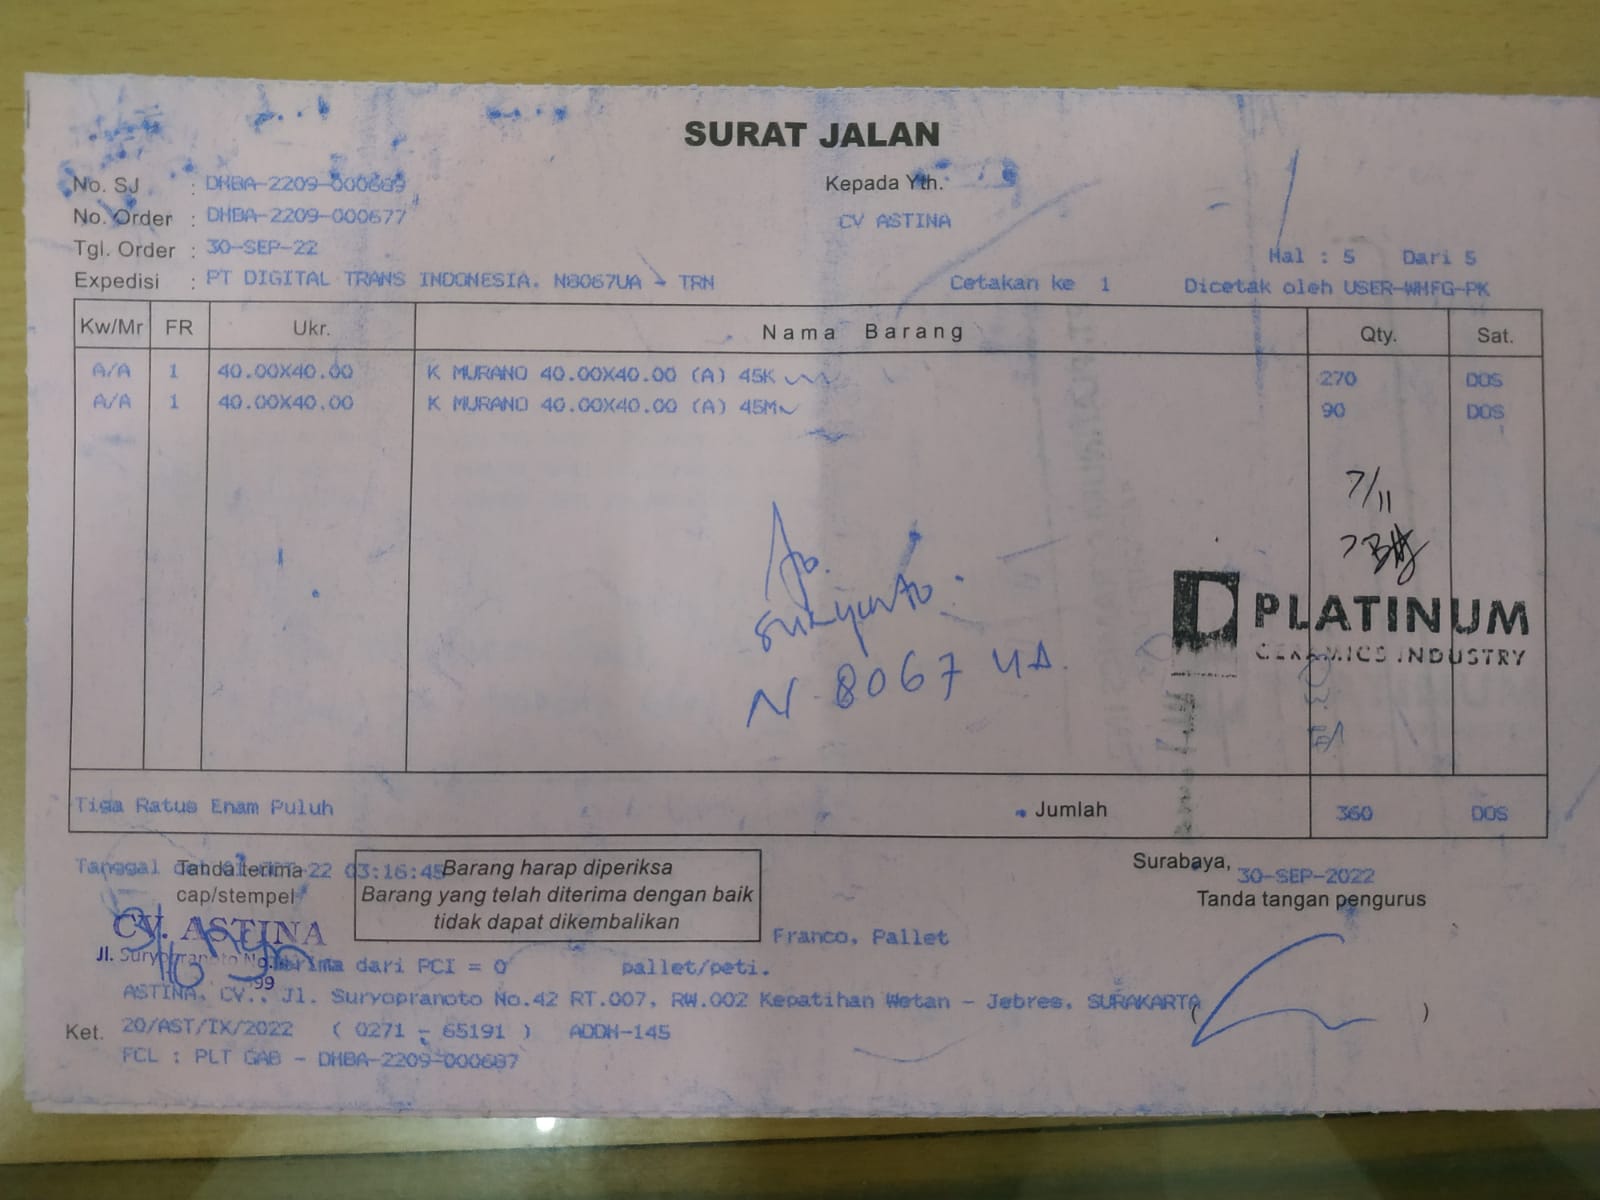 SURAT JALAN
No. SJ : DHBA-2209-000689
Kepada Yth.
No. Order : DHBA-2209-000677
CV ASTINA
Tgl. Order : 30-SEP-22
Hal : 5 Dari 5
Expedisi : PT DIGITAL TRANS INDONESIA. N8067UA - TRN
Cetakan ke 1 Dicetak oleh USER-WHFG-PK
Kw/Mr FR Ukr. Nama Barang Qty. Sat.
A/A 1 40.00X40.00 K MURANO 40.00X40.00 (A) 45K 270 DOS
A/A 1 40.00X40.00 K MURANO 40.00X40.00 (A) 45M 90 DOS
7/11
N 8067 UA.
PLATINUM
CERAMICS INDUSTRY
Tiga Ratus Enam Puluh Jumlah 360 DOS
Tanggal 22 03:16:45
Tanda terima
cap/stempel
Barang harap diperiksa
Barang yang telah diterima dengan baik
tidak dapat dikembalikan
Surabaya, 30-SEP-2022
Tanda tangan pengurus
CV. ASTINA
Franco, Pallet
Jl. Suryopranoto No.
99
dari PCI = 0 pallet/peti.
ASTINA, CV., Jl. Suryopranoto No.42 RT.007, RW.002 Kepatihan Wetan - Jebres, SURAKARTA
( )
Ket. 20/AST/IX/2022 ( 0271 - 65191 ) ADDN-145
FCL : PLT GAB - DHBA-2209-000687